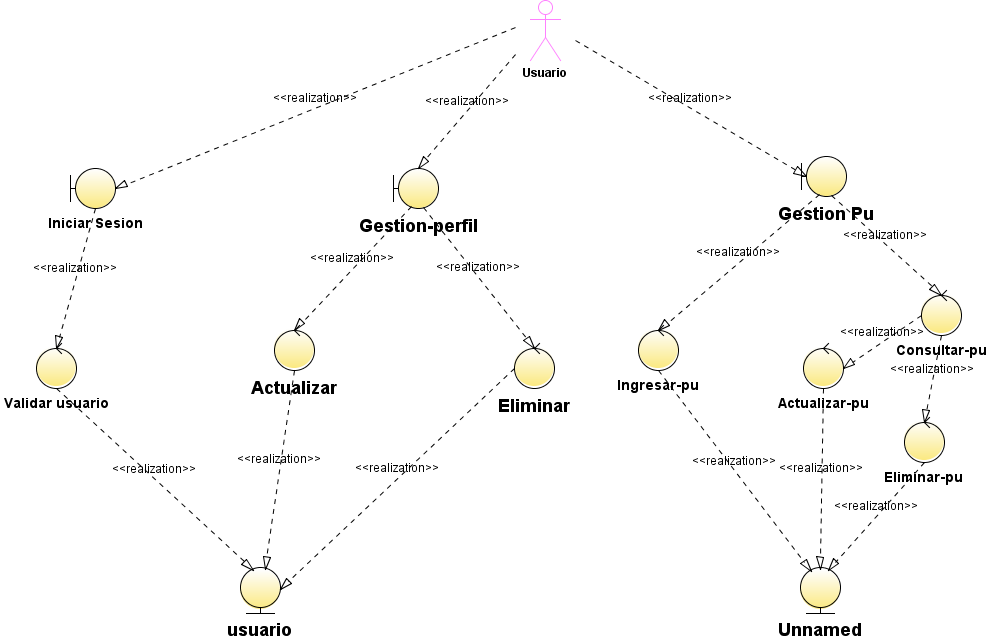 Usuario
<<realization>>
<<realization>>
<<realization>>
Iniciar Sesion
Gestion-perfil
Gestion Pu
<<realization>>
<<realization>>
<<realization>>
<<realization>>
<<realization>>
<<realization>>
<<realization>>
Consultar-pu
<<realization>>
Validar usuario
Actualizar
Eliminar
Ingresar-pu
Actualizar-pu
Eliminar-pu
<<realization>>
<<realization>>
<<realization>>
<<realization>>
<<realization>>
<<realization>>
usuario
Unnamed